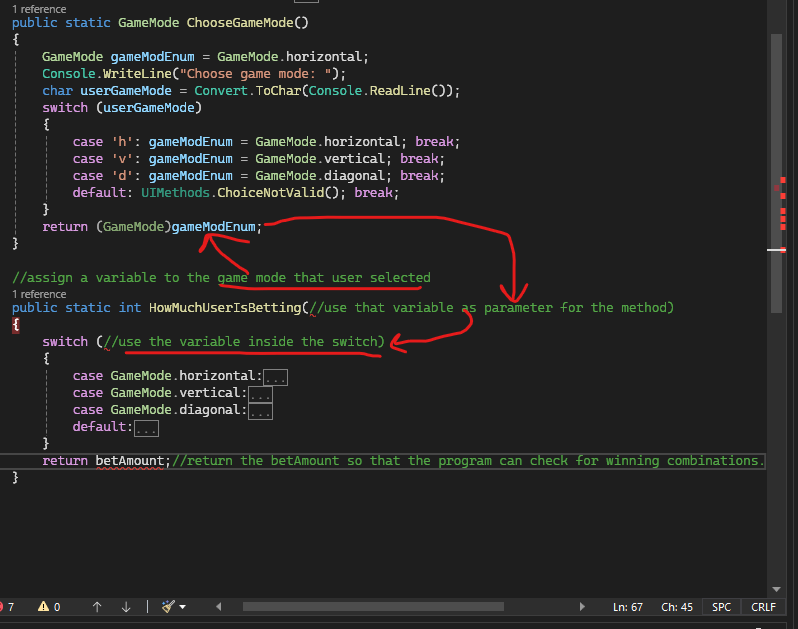 1 reference
public static GameMode ChooseGameMode()
{
GameMode gameModEnum = GameMode.horizontal;
Console.WriteLine("Choose game mode: ");
char userGameMode = Convert.ToChar(Console.ReadLine());
switch (userGameMode)
{
case 'h': gameModEnum = GameMode.horizontal; break;
case 'v': gameModEnum = GameMode.vertical; break;
case 'd': gameModEnum = GameMode.diagonal; break;
default: UIMethods.ChoiceNotValid(); break;
}
return (GameMode)gameModEnum;
}
//assign a variable to the game mode that user selected
1 reference
public static int HowMuchUserIsBetting(//use that variable as parameter for the method)
{
switch (//use the variable inside the switch)
{
case GameMode.horizontal:...
case GameMode.vertical:...
case GameMode.diagonal:...
default:...
}
return betAmount;//return the betAmount so that the program can check for winning combinations.
}
7 0 Ln: 67 Ch: 45 SPC CRLF